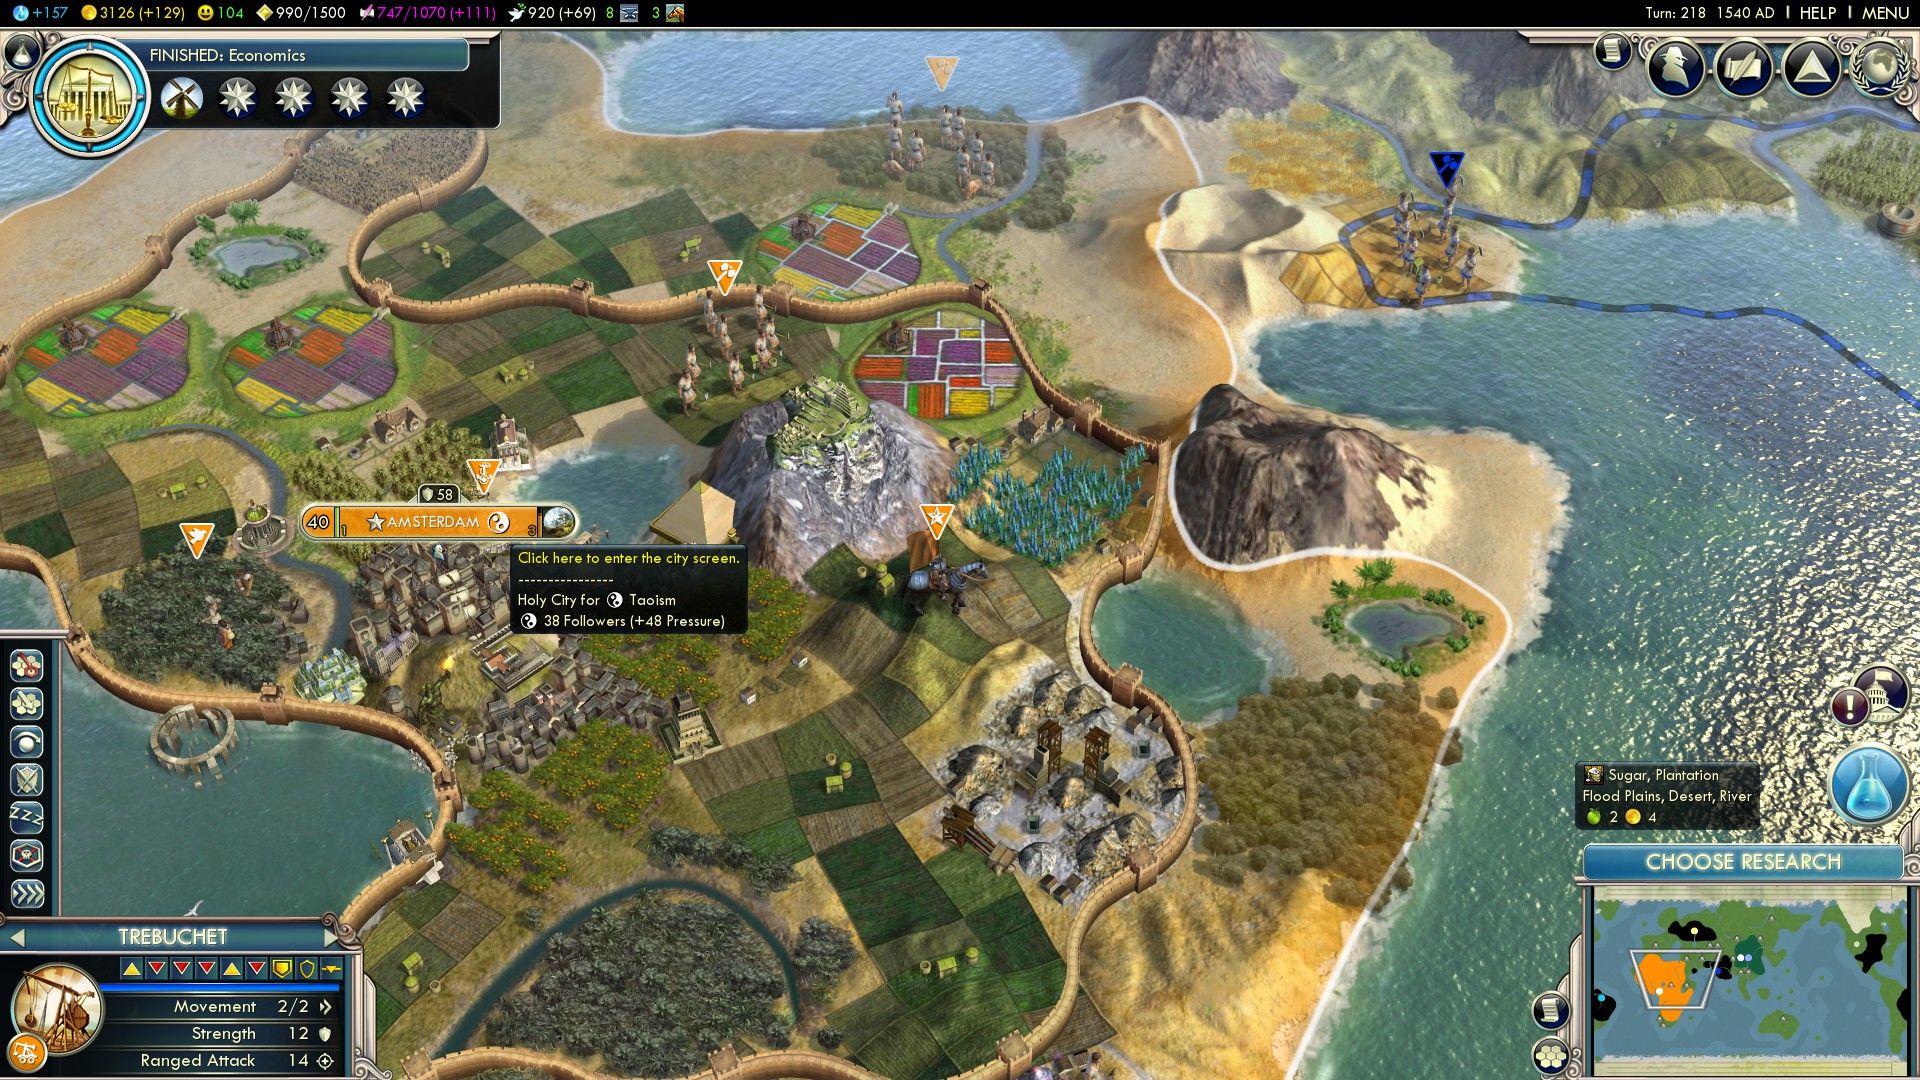 +157 3126 (+129) 104 990/1500 747/1070 (+111) 920 (+69) 8 3
Turn: 218 1540 AD | HELP | MENU
FINISHED: Economics
58
40 1 AMSTERDAM 3
Click here to enter the city screen.
----------------
Holy City for Taoism
38 Followers (+48 Pressure)
Sugar, Plantation
Flood Plains, Desert, River
2 4
CHOOSE RESEARCH
TREBUCHET
Movement 2/2
Strength 12
Ranged Attack 14